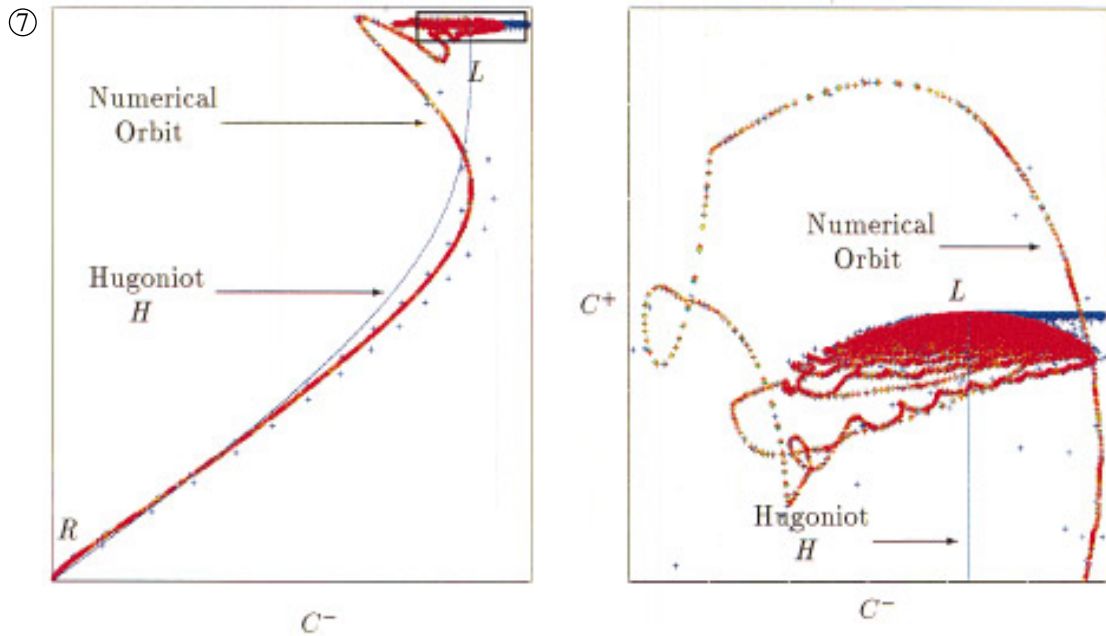 ⑦
L
Numerical
Orbit
Hugoniot
H
R
C⁻
Numerical
Orbit
L
C⁺
Hugoniot
H
C⁻